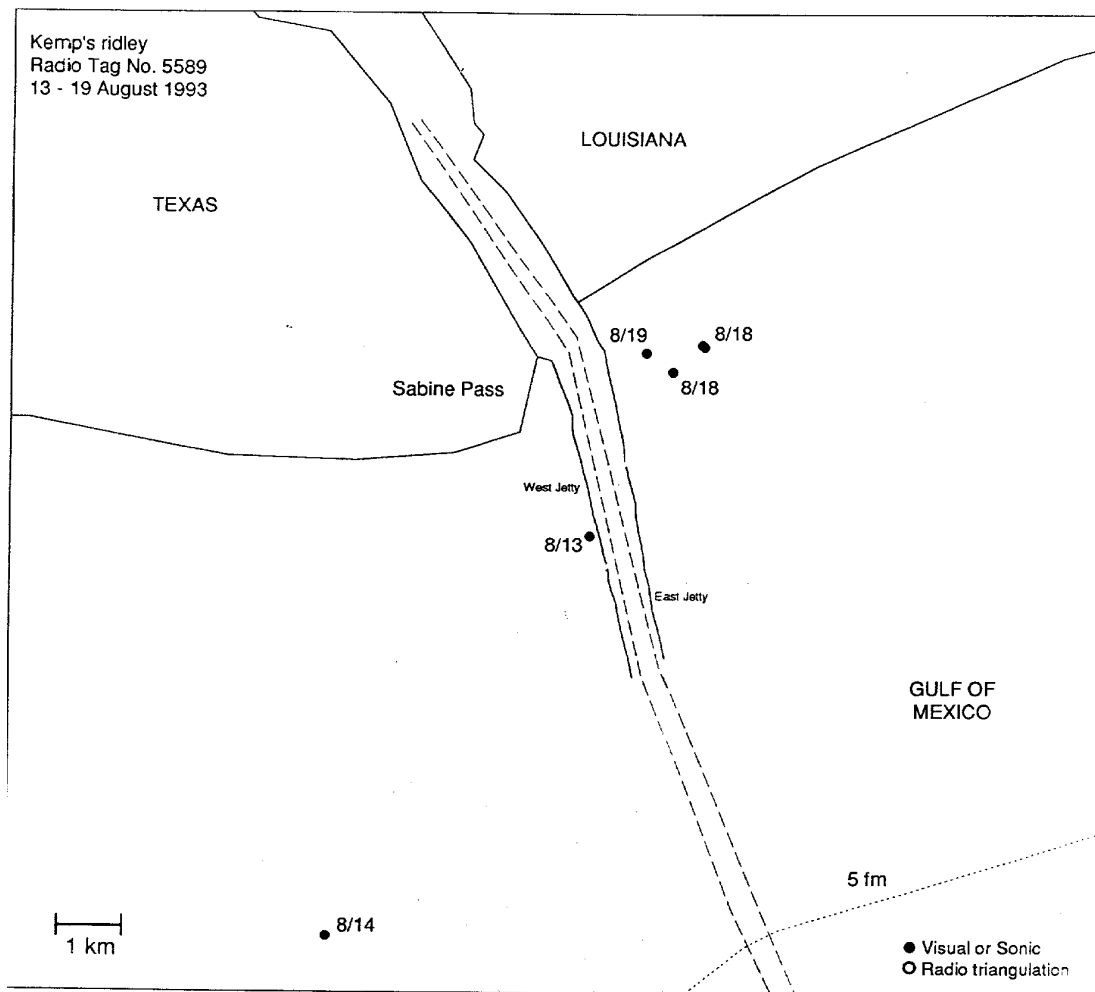 Kemp's ridley
Radio Tag No. 5589
13 - 19 August 1993
LOUISIANA
TEXAS
8/19
8/18
8/18
Sabine Pass
West Jetty
8/13
East Jetty
GULF OF
MEXICO
5 fm
8/14
1 km
Visual or Sonic
Radio triangulation